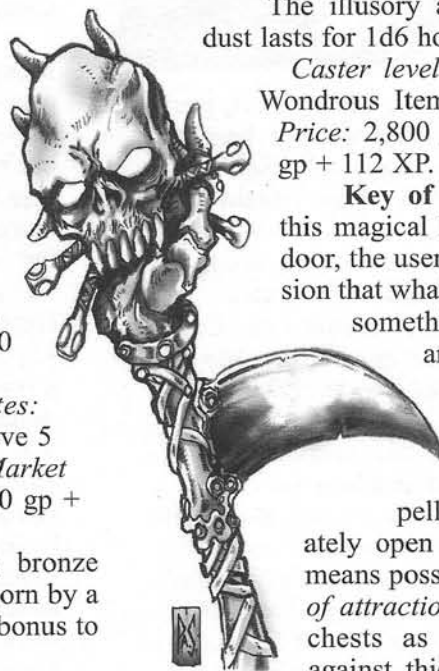 0
tes:
ve 5
Market
0 gp +
bronze
orn by a
bonus to
The illusory a
dust lasts for 1d6 ho
Caster level
Wondrous Item
Price: 2,800
gp + 112 XP.
Key of
this magical
door, the user
sion that wha
someth
an
pell
ately open
means poss
of attraction
chests as
against thi